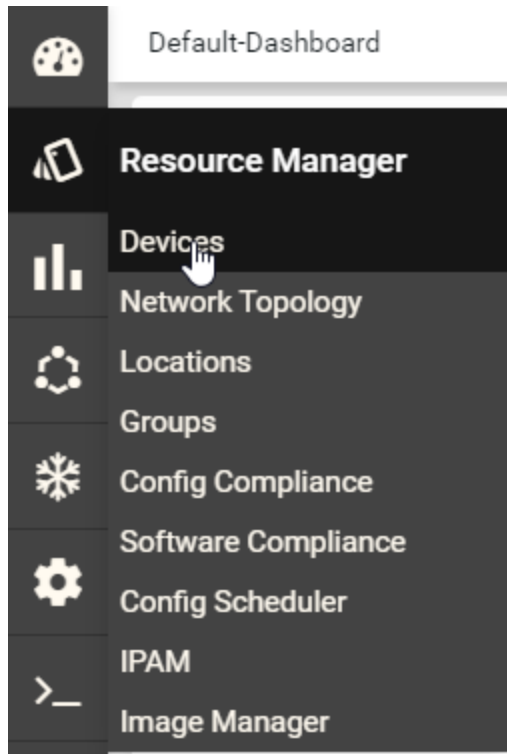 Default-Dashboard
Resource Manager
Devices
Network Topology
Locations
Groups
Config Compliance
Software Compliance
Config Scheduler
IPAM
Image Manager